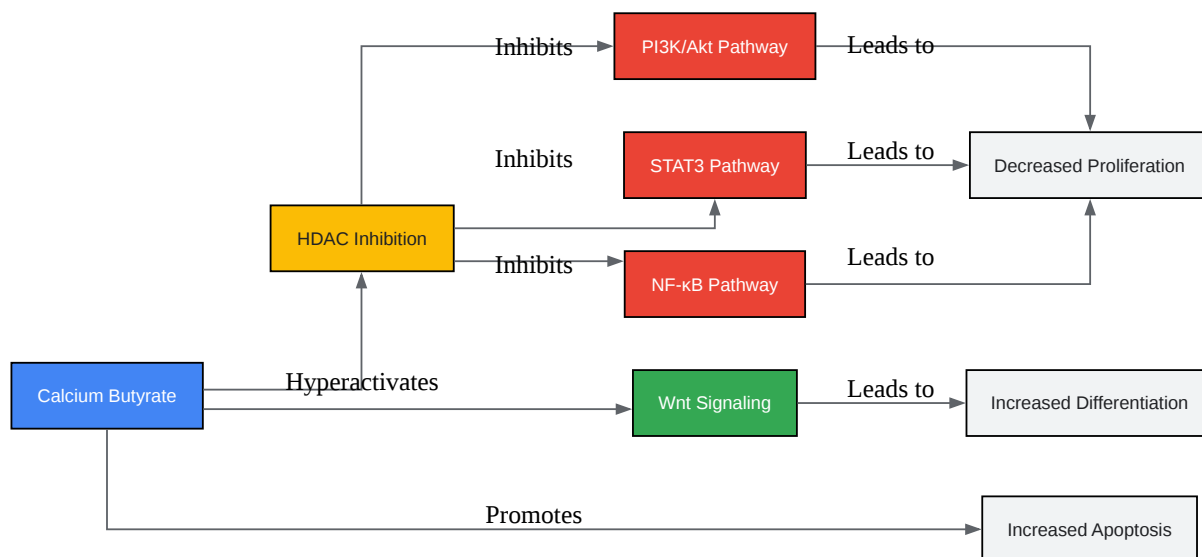 Inhibits
PI3K/Akt Pathway
Leads to
Inhibits
STAT3 Pathway
Leads to
Decreased Proliferation
HDAC Inhibition
Inhibits
NF-κB Pathway
Leads to
Calcium Butyrate
Hyperactivates
Wnt Signaling
Leads to
Increased Differentiation
Promotes
Increased Apoptosis